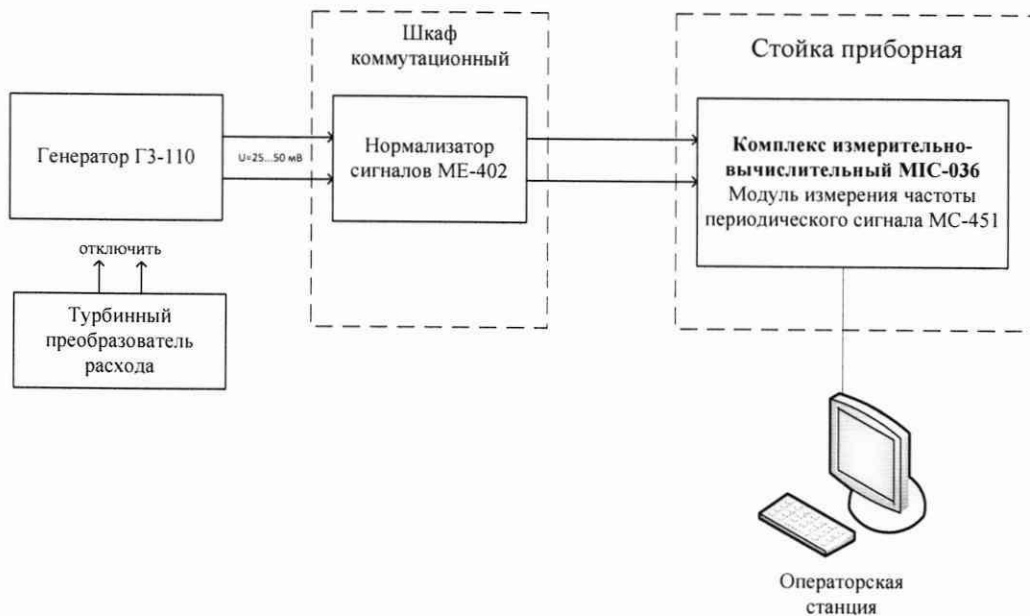 Шкаф
коммутационный
Стойка приборная
Генератор Г3-110
U=25...50 мВ
Нормализатор
сигналов МЕ-402
Комплекс измерительно-
вычислительный MIC-036
Модуль измерения частоты
периодического сигнала МС-451
отключить
Турбинный
преобразователь
расхода
Операторская
станция